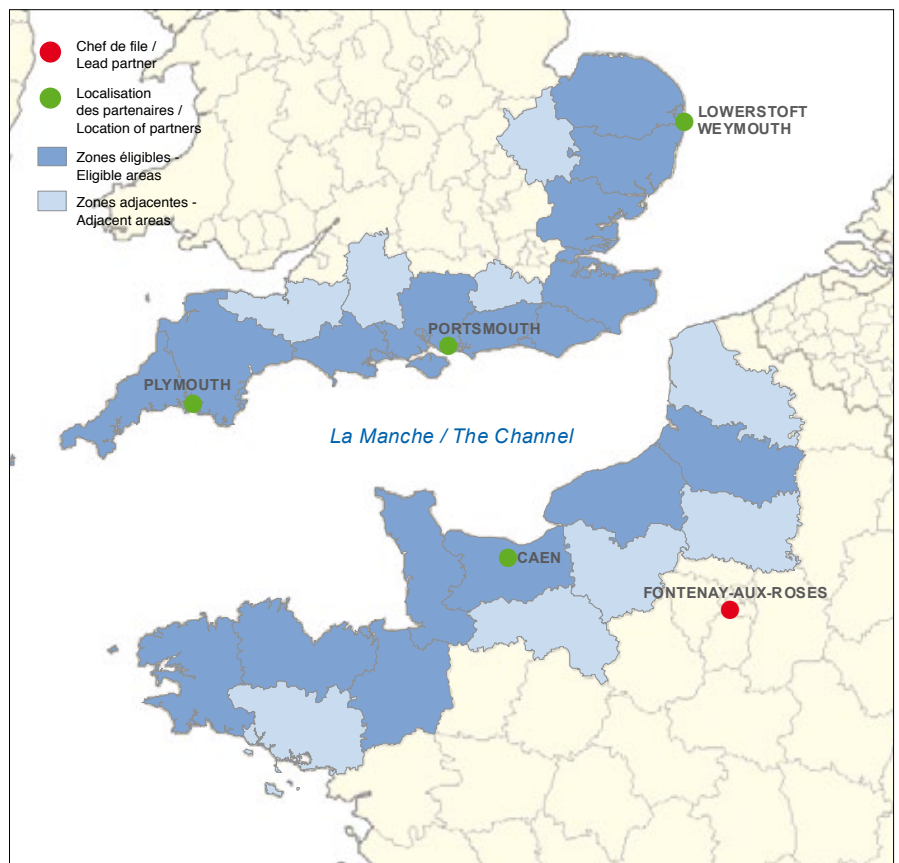 Chef de file /
Lead partner
Localisation
des partenaires /
Location of partners
Zones éligibles -
Eligible areas
Zones adjacentes -
Adjacent areas
LOWERSTOFT
WEYMOUTH
PORTSMOUTH
PLYMOUTH
La Manche / The Channel
CAEN
FONTENAY-AUX-ROSES